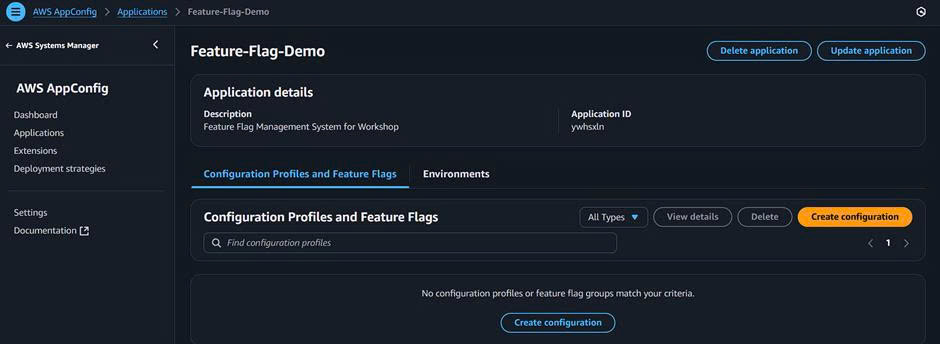 AWS AppConfig > Applications > Feature-Flag-Demo
AWS Systems Manager
AWS AppConfig
Dashboard
Applications
Extensions
Deployment strategies
Settings
Documentation
Feature-Flag-Demo
Delete application
Update application
Application details
Description
Feature Flag Management System for Workshop
Application ID
ywhsxln
Configuration Profiles and Feature Flags
Environments
Configuration Profiles and Feature Flags
All Types
View details
Delete
Create configuration
Find configuration profiles
1
No configuration profiles or feature flag groups match your criteria.
Create configuration